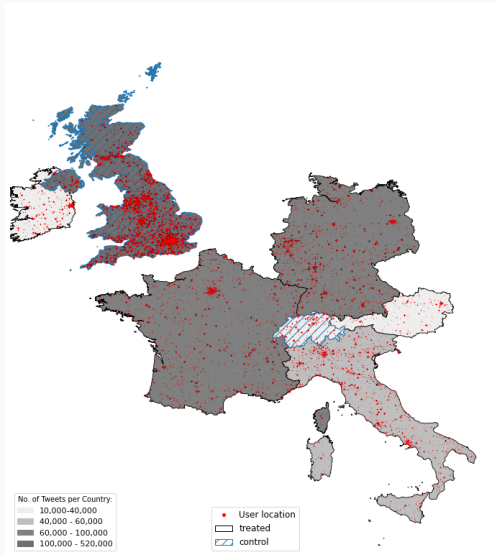 No. of Tweets per Country:
10,000-40,000
40,000 - 60,000
60,000 - 100,000
100,000 - 520,000
User location
treated
control